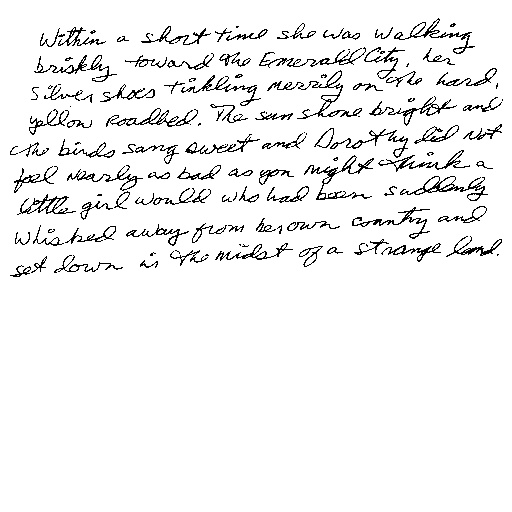 Within a short time she was walking
briskly toward the Emerald City, her
Silver shoes tinkling merrily on the hard,
yellow roadbed. The sun shone bright and
the birds sang sweet and Dorothy did not
feel nearly as bad as you might think a
little girl would who had been suddenly
whisked away from her own country and
set down in the midst of a strange land.